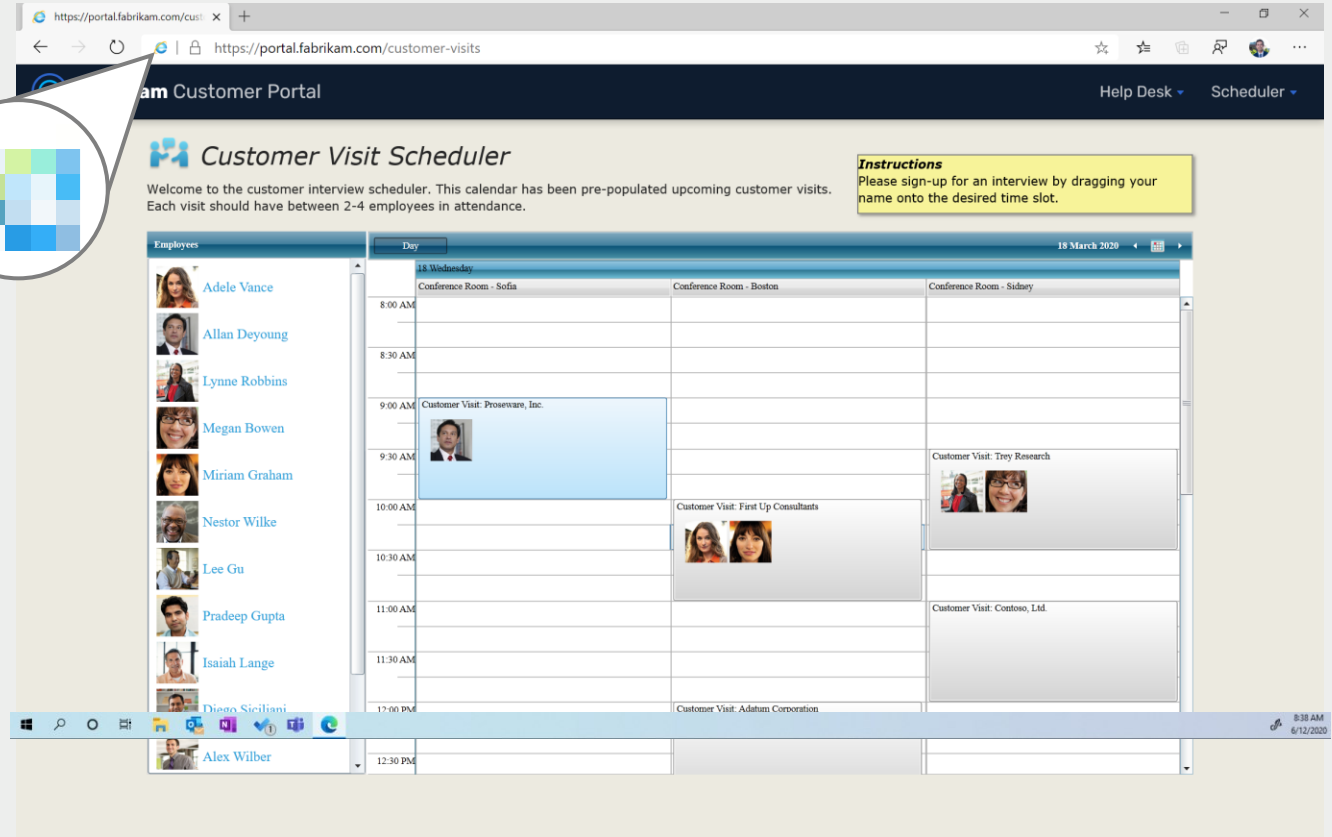 https://portal.fabrikam.com/cust
https://portal.fabrikam.com/customer-visits
am Customer Portal
Help Desk
Scheduler
Customer Visit Scheduler
Welcome to the customer interview scheduler. This calendar has been pre-populated upcoming customer visits.
Each visit should have between 2-4 employees in attendance.
Instructions
Please sign-up for an interview by dragging your
name onto the desired time slot.
Employees
Day
18 March 2020
18 Wednesday
Conference Room - Sofia
Conference Room - Boston
Conference Room - Sidney
Adele Vance
Allan Deyoung
Lynne Robbins
Megan Bowen
Miriam Graham
Nestor Wilke
Lee Gu
Pradeep Gupta
Isaiah Lange
Diego Siciliani
Alex Wilber
8:00 AM
8:30 AM
9:00 AM
Customer Visit: Proseware, Inc.
9:30 AM
Customer Visit: Trey Research
10:00 AM
Customer Visit: First Up Consultants
10:30 AM
11:00 AM
Customer Visit: Contoso, Ltd.
11:30 AM
12:00 PM
Customer Visit: Adatum Corporation
12:30 PM
8:38 AM
6/12/2020